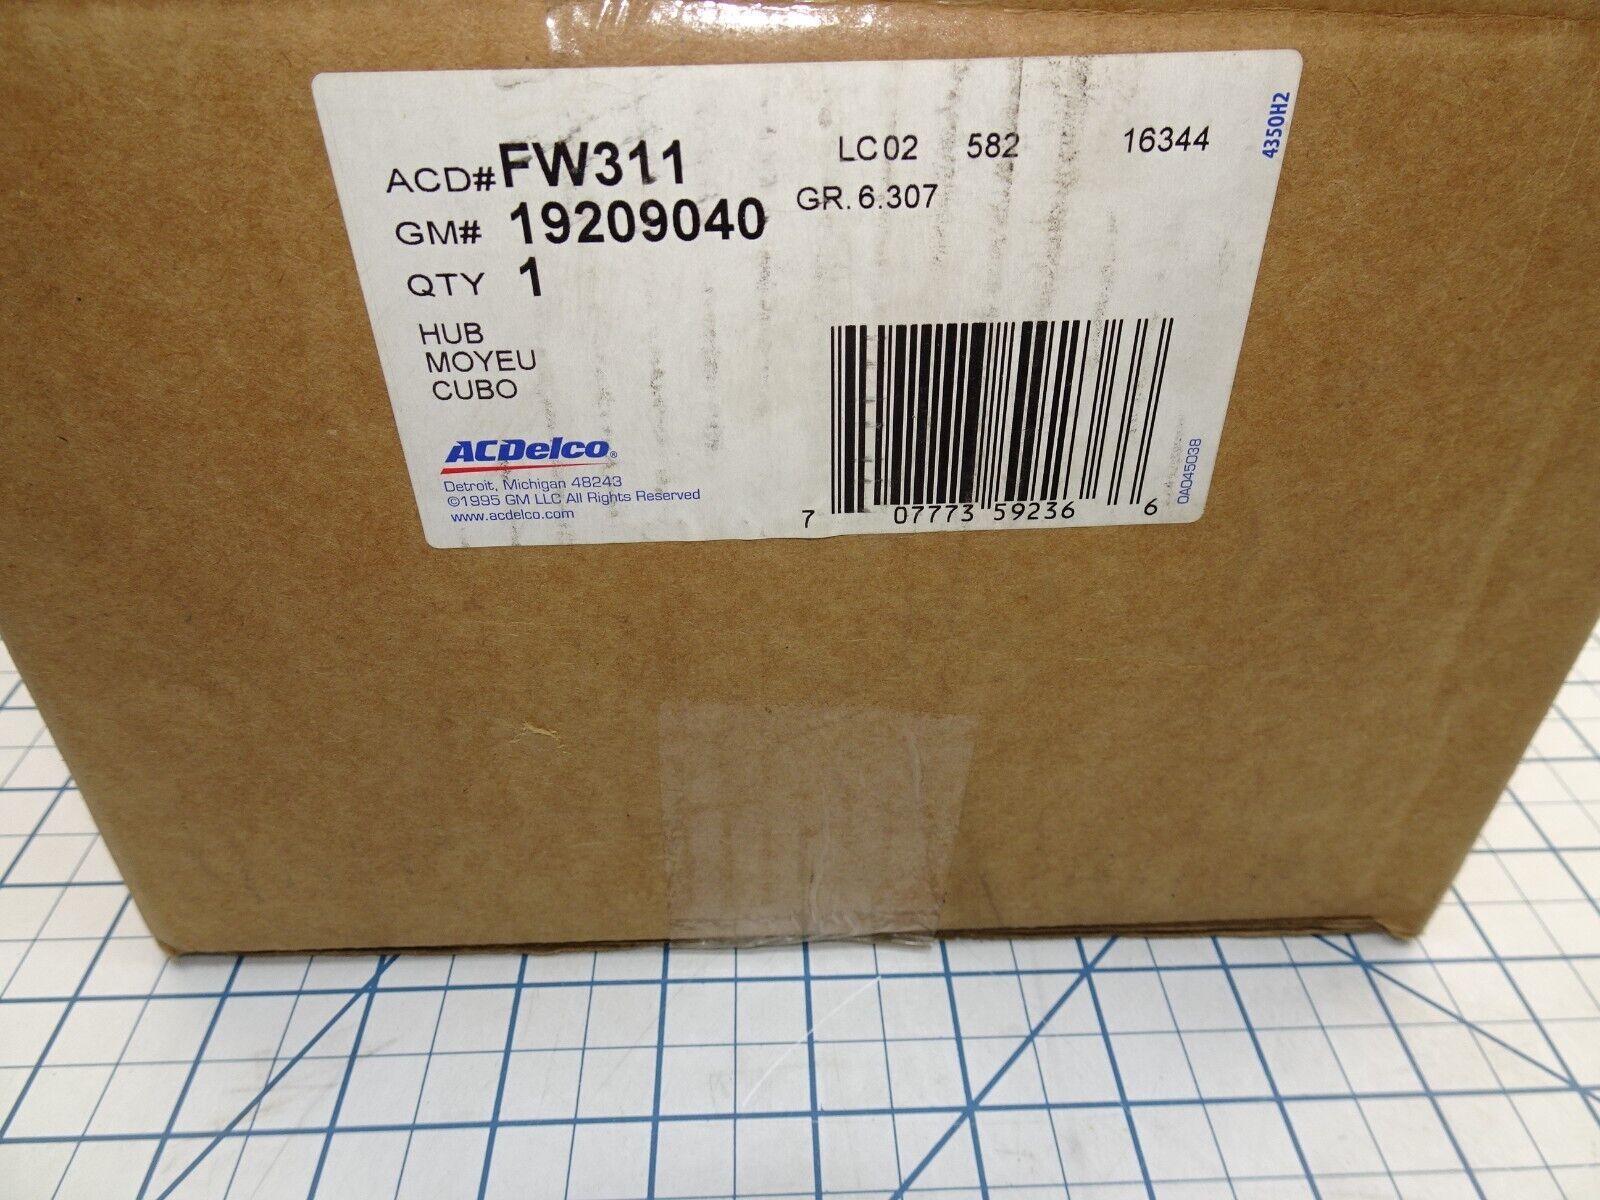 ACD# FW311
LC02 582 16344
GM# 19209040
GR. 6.307
QTY 1
HUB
MOYEU
CUBO
ACDelco®
Detroit, Michigan 48243
©1995 GM LLC All Rights Reserved
www.acdelco.com
7 07773 59236 6
0A045038
4350H2